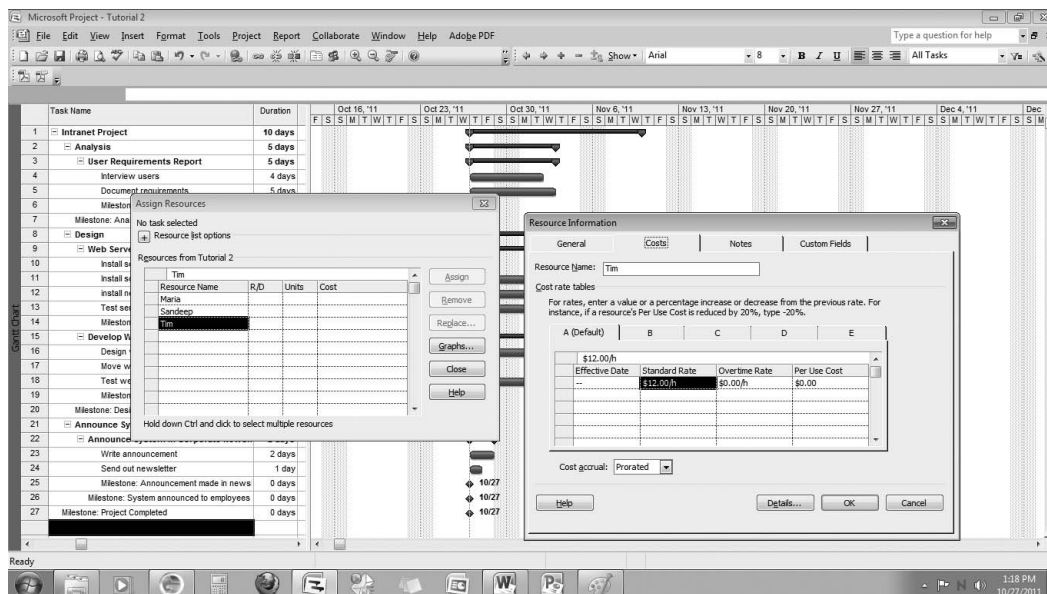 Microsoft Project - Tutorial 2
File Edit View Insert Format Tools Project Report Collaborate Window Help Adobe PDF
Type a question for help
Show Arial 8 B I U All Tasks
Task Name Duration Oct 16, '11 Oct 23, '11 Oct 30, '11 Nov 6, '11 Nov 13, '11 Nov 20, '11 Nov 27, '11 Dec 4, '11 Dec
F S S M T W T F S S M T W T F S S M T W T F S S M T W T F S S M T W T F S S M T W T F S S M T W T F S S M T W T F S S M
1 Intranet Project 10 days
2 Analysis 5 days
3 User Requirements Report 5 days
4 Interview users 4 days
5 Document requirements 5 days
6 Mileston
7 Milestone: Ana
8 Design
9 Web Serve
10 Install s
11 Install s
12 install n
13 Test se
14 Mileston
15 Develop W
16 Design
17 Move w
18 Test we
19 Mileston
20 Milestone: Desi
21 Announce Sy
22 Announce
23 Write announcement 2 days
24 Send out newsletter 1 day
25 Milestone: Announcement made in news 0 days 10/27
26 Milestone: System announced to employees 0 days 10/27
27 Milestone: Project Completed 0 days 10/27
Gantt Chart
Assign Resources
No task selected
+ Resource list options
Resources from Tutorial 2
Tim
Resource Name R/D Units Cost
Maria
Sandeep
Tim
Assign
Remove
Replace...
Graphs...
Close
Help
Hold down Ctrl and click to select multiple resources
Resource Information
General Costs Notes Custom Fields
Resource Name: Tim
Cost rate tables
For rates, enter a value or a percentage increase or decrease from the previous rate. For
instance, if a resource's Per Use Cost is reduced by 20%, type -20%.
A (Default) B C D E
$12.00/h
Effective Date Standard Rate Overtime Rate Per Use Cost
-- $12.00/h $0.00/h $0.00
Cost accrual: Prorated
Help Details... OK Cancel
Ready
1:18 PM
10/27/2011